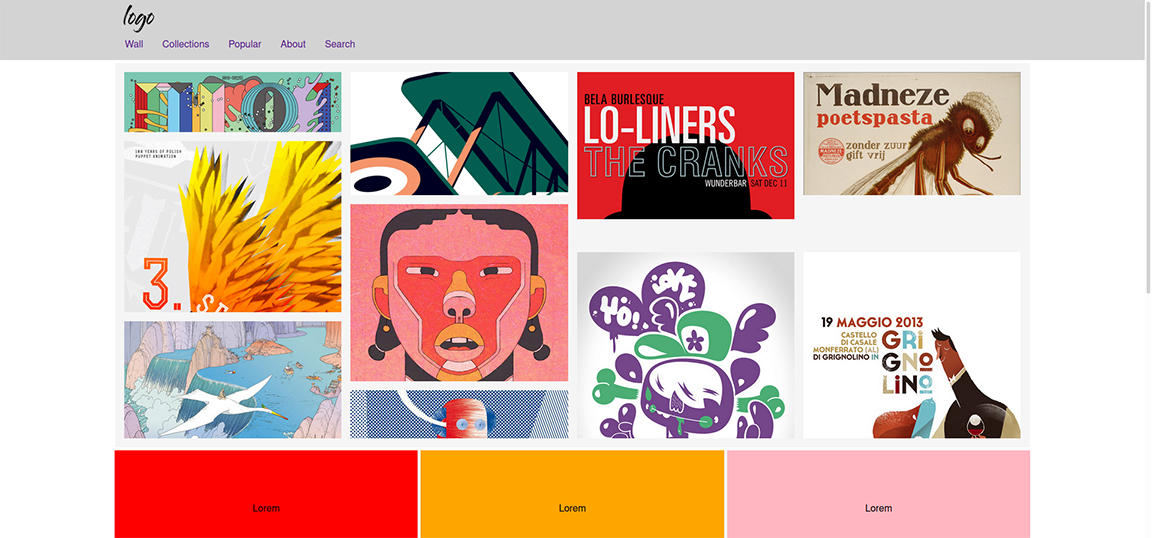 logo
Wall Collections Popular About Search
100 YEARS OF POLISH
PUPPET ANIMATION
3.
BELA BURLESQUE
LO-LINERS
THE CRANKS
WUNDERBAR SAT DEC 11
Madneze
poetspasta
zonder zuur
gift vrij
YO!
LOVE
19 MAGGIO 2013
CASTELLO
DI CASALE
MONFERRATO (AL)
DI GRIGNOLINO IN
GRI
GNO
LINO
Lorem
Lorem
Lorem